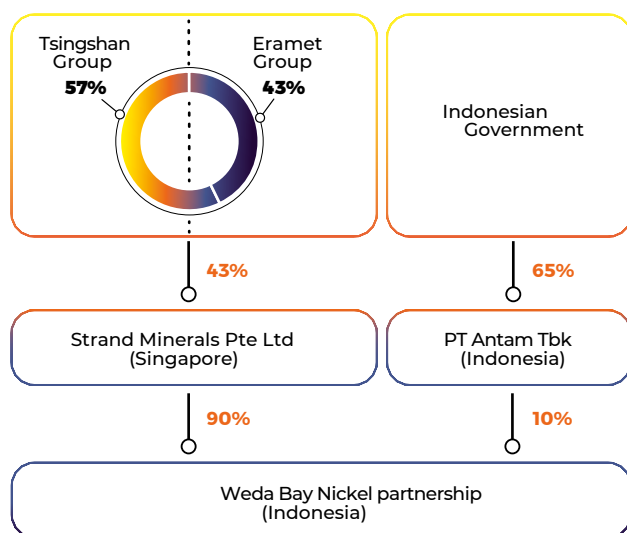 Tsingshan
Group
57%
Eramet
Group
43%
Indonesian
Government
43%
65%
Strand Minerals Pte Ltd
(Singapore)
PT Antam Tbk
(Indonesia)
90%
10%
Weda Bay Nickel partnership
(Indonesia)